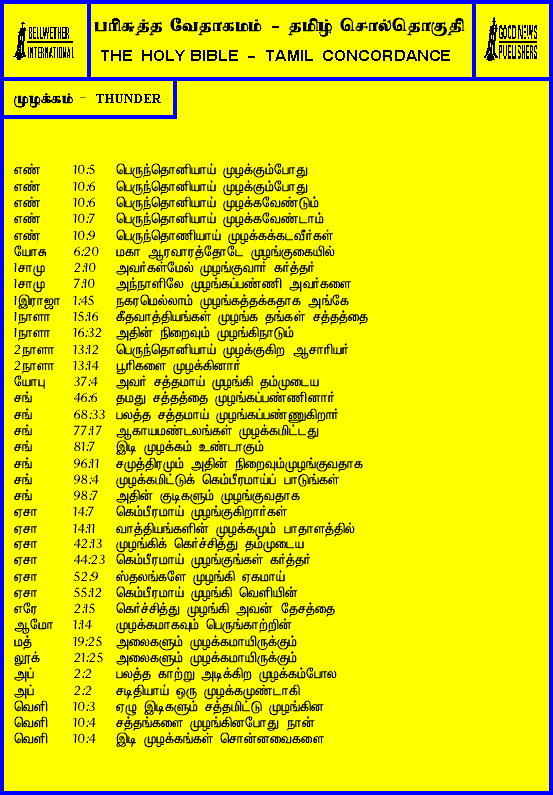 BELLWETHER
INTERNATIONAL
பரிசுத்த வேதாகமம் - தமிழ் சொல்தொகுதி
THE HOLY BIBLE - TAMIL CONCORDANCE
GOOD NEWS
PUBLISHERS
முழக்கம் - THUNDER
எண் 10:5 பெருந்தொனியாய் முழக்கும்போது
எண் 10:6 பெருந்தொனியாய் முழக்கும்போது
எண் 10:6 பெருந்தொனியாய் முழக்கவேண்டும்
எண் 10:7 பெருந்தொனியாய் முழக்கவேண்டாம்
எண் 10:9 பெருந்தொணியாய் முழக்கக்கடவீர்கள்
யோசு 6:20 மகா ஆரவாரத்தோடே முழங்குகையில்
1சாமு 2:10 அவர்கள்மேல் முழங்குவார் கர்த்தர்
1சாமு 7:10 அந்நாளிலே முழங்கப்பண்ணி அவர்களை
1இராஜா 1:45 நகரமெல்லாம் முழங்கத்தக்கதாக அங்கே
1நாளா 15:16 கீதவாத்தியங்கள் முழங்க தங்கள் சத்தத்தை
1நாளா 16:32 அதின் நிறைவும் முழங்கிநாடும்
2நாளா 13:12 பெருந்தொனியாய் முழக்குகிற ஆசாரியர்
2நாளா 13:14 பூரிகளை முழக்கினார்
யோபு 37:4 அவர் சத்தமாய் முழங்கி தம்முடைய
சங் 46:6 தமது சத்தத்தை முழங்கப்பண்ணினார்
சங் 68:33 பலத்த சத்தமாய் முழங்கப்பண்ணுகிறார்
சங் 77:17 ஆகாயமண்டலங்கள் முழக்கமிட்டது
சங் 81:7 இடி முழக்கம் உண்டாகும்
சங் 96:11 சமுத்திரமும் அதின் நிறைவும்முழங்குவதாக
சங் 98:4 முழக்கமிட்டுக் கெம்பீரமாய்ப் பாடுங்கள்
சங் 98:7 அதின் குடிகளும் முழங்குவதாக
ஏசா 14:7 கெம்பீரமாய் முழங்குகிறார்கள்
ஏசா 14:11 வாத்தியங்களின் முழக்கமும் பாதாளத்தில்
ஏசா 42:13 முழங்கிக் கெர்ச்சித்து தம்முடைய
ஏசா 44:23 கெம்பீரமாய் முழங்குங்கள் கர்த்தர்
ஏசா 52:9 ஸ்தலங்களே முழங்கி ஏகமாய்
ஏசா 55:12 கெம்பீரமாய் முழங்கி வெளியின்
எரே 2:15 கெர்ச்சித்து முழங்கி அவன் தேசத்தை
ஆமோ 1:14 முழக்கமாகவும் பெருங்காற்றின்
மத் 19:25 அலைகளும் முழக்கமாயிருக்கும்
லூக் 21:25 அலைகளும் முழக்கமாயிருக்கும்
அப் 2:2 பலத்த காற்று அடிக்கிற முழக்கம்போல
அப் 2:2 சடிதியாய் ஒரு முழக்கமுண்டாகி
வெளி 10:3 ஏழு இடிகளும் சத்தமிட்டு முழங்கின
வெளி 10:4 சத்தங்களை முழங்கினபோது நான்
வெளி 10:4 இடி முழக்கங்கள் சொன்னவைகளை